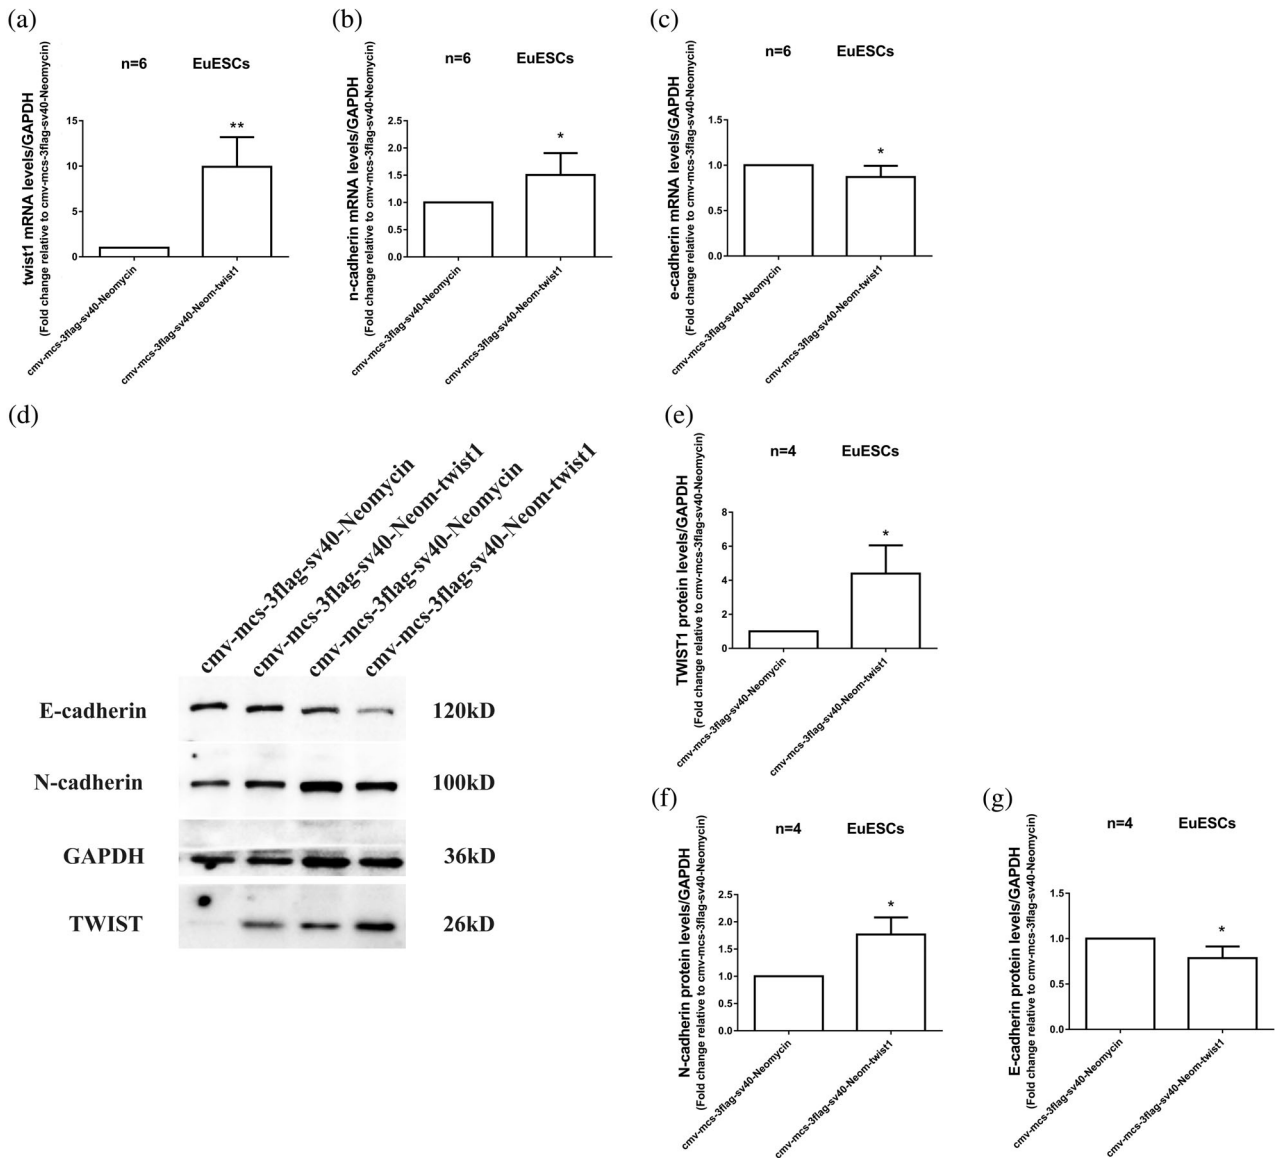 (a)
n=6 EuESCs
twist1 mRNA levels/GAPDH
(Fold change relative to cmv-mcs-3flag-sv40-Neomycin)
15
10
5
0
**
cmv-mcs-3flag-sv40-Neomycin
cmv-mcs-3flag-sv40-Neom-twist1
(b)
n=6 EuESCs
n-cadherin mRNA levels/GAPDH
(Fold change relative to cmv-mcs-3flag-sv40-Neomycin)
2.5
2.0
1.5
1.0
0.5
0.0
*
cmv-mcs-3flag-sv40-Neomycin
cmv-mcs-3flag-sv40-Neom-twist1
(c)
n=6 EuESCs
e-cadherin mRNA levels/GAPDH
(Fold change relative to cmv-mcs-3flag-sv40-Neomycin)
1.5
1.0
0.5
0.0
*
cmv-mcs-3flag-sv40-Neomycin
cmv-mcs-3flag-sv40-Neom-twist1
(d)
cmv-mcs-3flag-sv40-Neomycin
cmv-mcs-3flag-sv40-Neom-twist1
cmv-mcs-3flag-sv40-Neomycin
cmv-mcs-3flag-sv40-Neom-twist1
E-cadherin 120kD
N-cadherin 100kD
GAPDH 36kD
TWIST 26kD
(e)
n=4 EuESCs
TWIST1 protein levels/GAPDH
(Fold change relative to cmv-mcs-3flag-sv40-Neomycin)
8
6
4
2
0
*
cmv-mcs-3flag-sv40-Neomycin
cmv-mcs-3flag-sv40-Neom-twist1
(f)
n=4 EuESCs
N-cadherin protein levels/GAPDH
(Fold change relative to cmv-mcs-3flag-sv40-Neomycin)
2.5
2.0
1.5
1.0
0.5
0.0
*
cmv-mcs-3flag-sv40-Neomycin
cmv-mcs-3flag-sv40-Neom-twist1
(g)
n=4 EuESCs
E-cadherin protein levels/GAPDH
(Fold change relative to cmv-mcs-3flag-sv40-Neomycin)
1.5
1.0
0.5
0.0
*
cmv-mcs-3flag-sv40-Neomycin
cmv-mcs-3flag-sv40-Neom-twist1